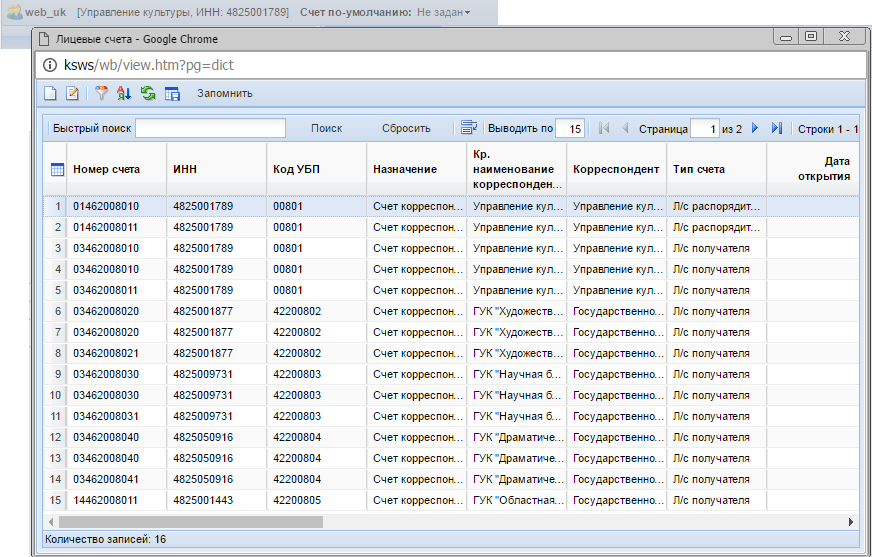 web_uk [Управление культуры, ИНН: 4825001789] Счет по-умолчанию: Не задан
Лицевые счета - Google Chrome
ksws/wb/view.htm?pg=dict
Запомнить
Быстрый поиск Поиск Сбросить Выводить по 15 Страница 1 из 2 Строки 1 - 1
Номер счета ИНН Код УБП Назначение Кр. наименование корреспонден... Корреспондент Тип счета Дата открытия
1 01462008010 4825001789 00801 Счет корреспон... Управление кул... Управление кул... Л/с распорядит...
2 01462008011 4825001789 00801 Счет корреспон... Управление кул... Управление кул... Л/с распорядит...
3 03462008010 4825001789 00801 Счет корреспон... Управление кул... Управление кул... Л/с получателя
4 03462008010 4825001789 00801 Счет корреспон... Управление кул... Управление кул... Л/с получателя
5 03462008011 4825001789 00801 Счет корреспон... Управление кул... Управление кул... Л/с получателя
6 03462008020 4825001877 42200802 Счет корреспон... ГУК "Художеств... Государственно... Л/с получателя
7 03462008020 4825001877 42200802 Счет корреспон... ГУК "Художеств... Государственно... Л/с получателя
8 03462008021 4825001877 42200802 Счет корреспон... ГУК "Художеств... Государственно... Л/с получателя
9 03462008030 4825009731 42200803 Счет корреспон... ГУК "Научная б... Государственно... Л/с получателя
10 03462008030 4825009731 42200803 Счет корреспон... ГУК "Научная б... Государственно... Л/с получателя
11 03462008031 4825009731 42200803 Счет корреспон... ГУК "Научная б... Государственно... Л/с получателя
12 03462008040 4825050916 42200804 Счет корреспон... ГУК "Драматиче... Государственно... Л/с получателя
13 03462008040 4825050916 42200804 Счет корреспон... ГУК "Драматиче... Государственно... Л/с получателя
14 03462008041 4825050916 42200804 Счет корреспон... ГУК "Драматиче... Государственно... Л/с получателя
15 14462008011 4825001443 42200805 Счет корреспон... ГУК "Областная... Государственно... Л/с получателя
Количество записей: 16